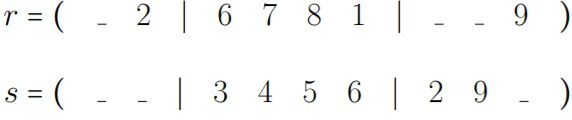 r = ( _ 2 | 6 7 8 1 | _ _ 9 )
s = ( _ _ | 3 4 5 6 | 2 9 _ )